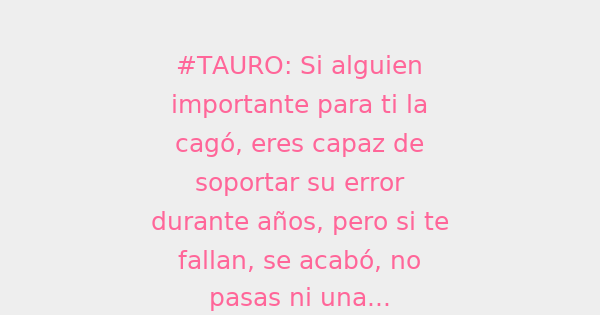 #TAURO: Si alguien
importante para ti la
cagó, eres capaz de
soportar su error
durante años, pero si te
fallan, se acabó, no
pasas ni una...